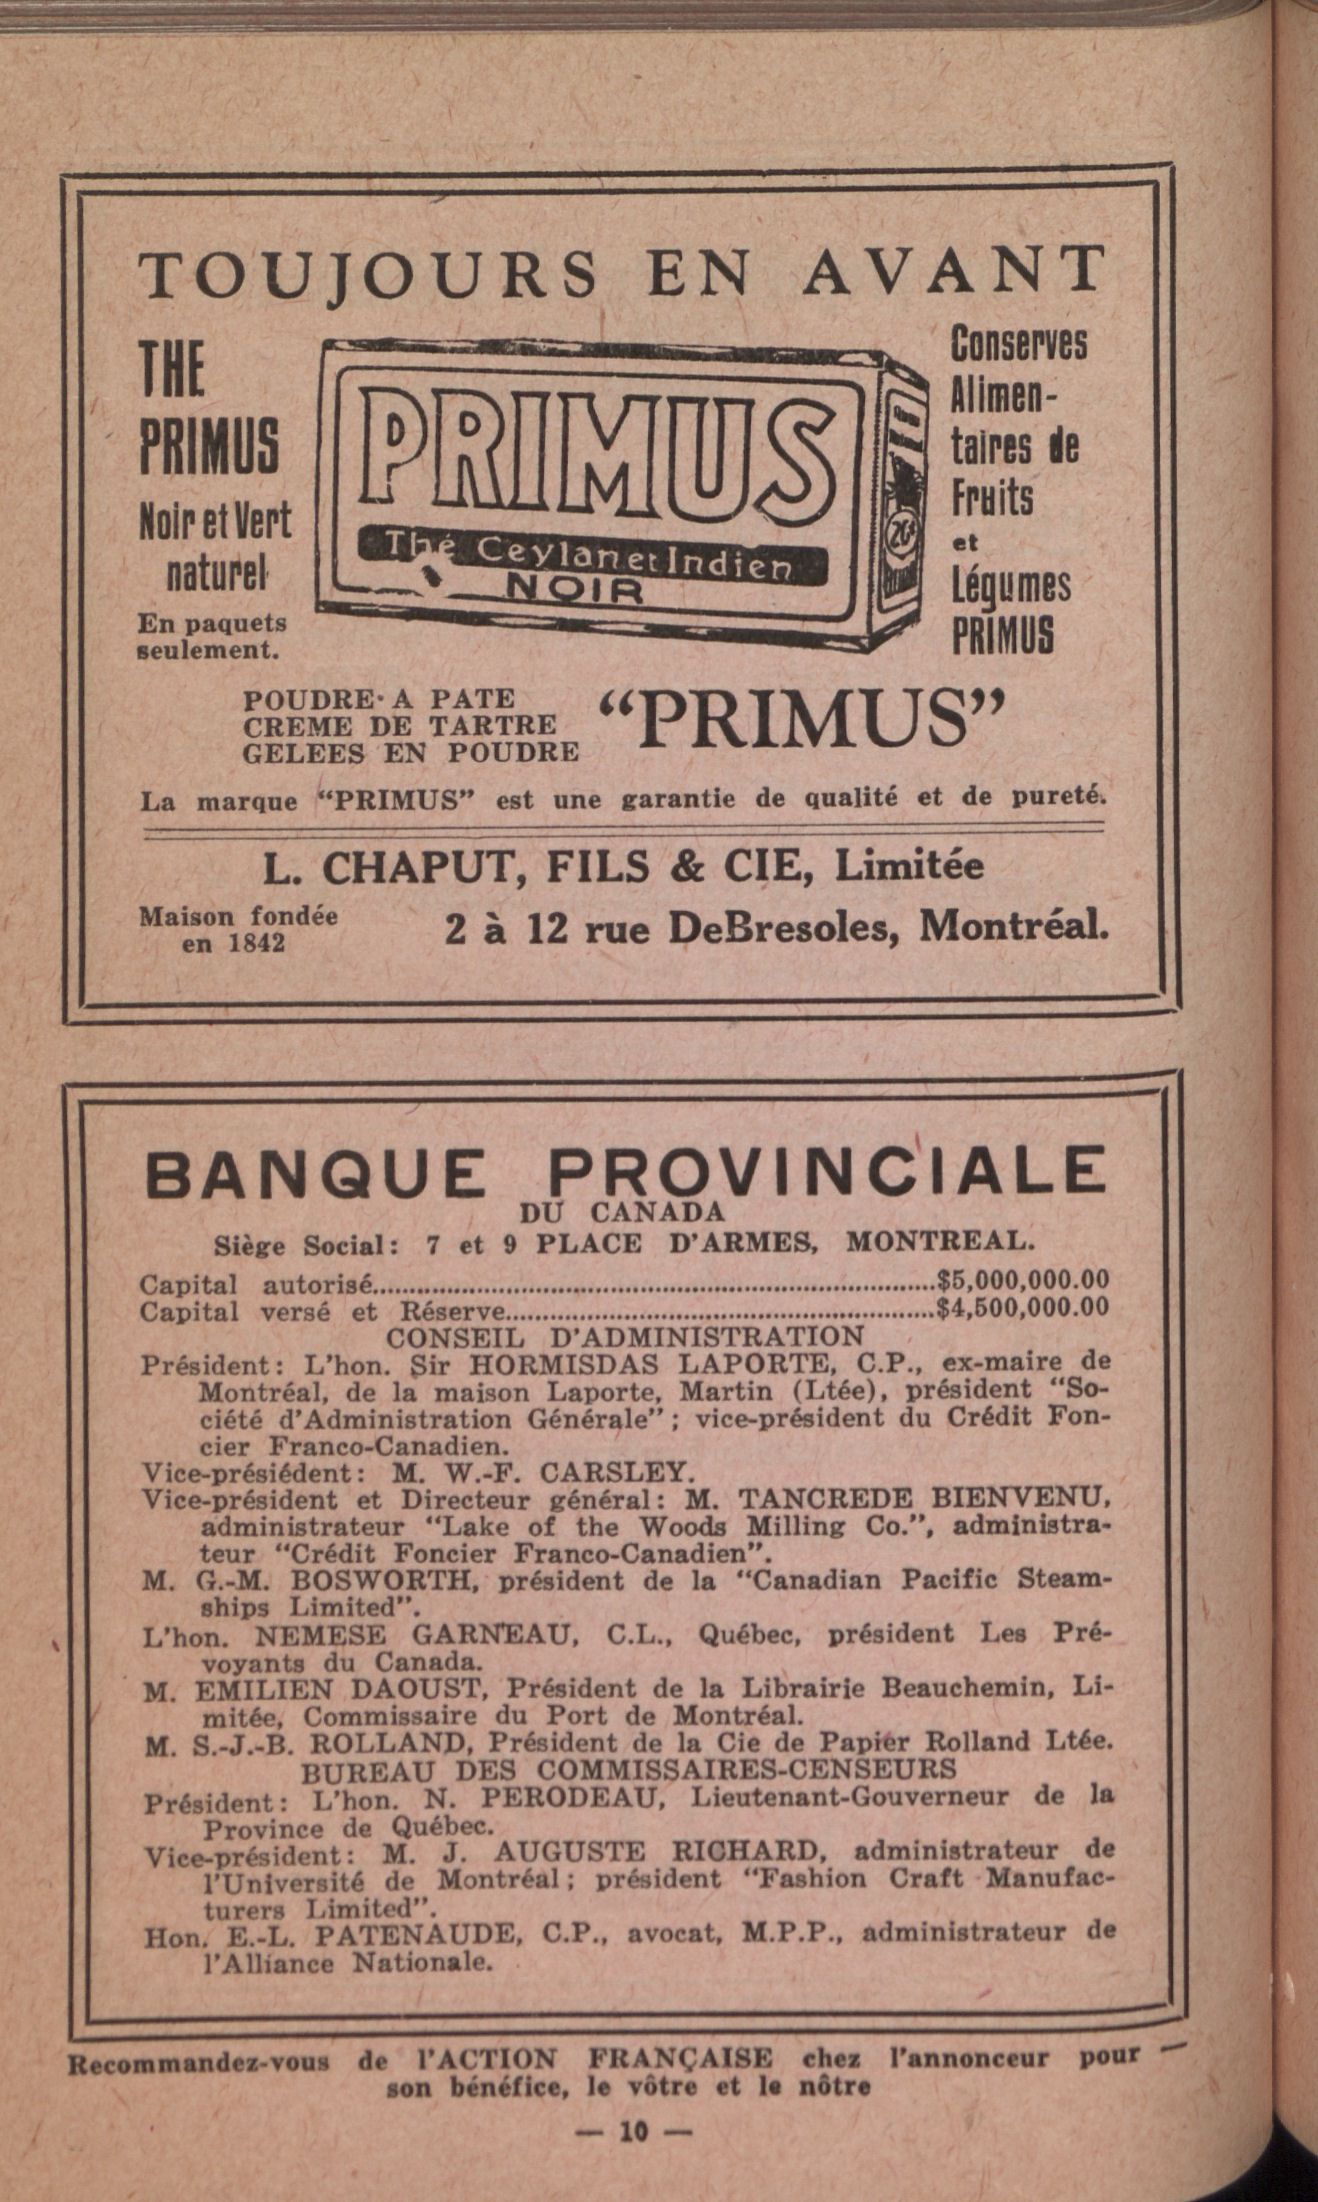 TOUJOURS EN AVANT
THE
PRIMUS
Noir et Vert
naturel
En paquets
seulement.
PRIMUS
Thé Ceylan et Indien
NOIR
20
Conserves
Alimen-
taires de
Fruits
et
Légumes
PRIMUS
POUDRE A PATE
CREME DE TARTRE
GELEES EN POUDRE
“PRIMUS”
La marque “PRIMUS” est une garantie de qualité et de pureté.
L. CHAPUT, FILS & CIE, Limitée
Maison fondée
en 1842
2 à 12 rue DeBresoles, Montréal.
BANQUE PROVINCIALE
DU CANADA
Siège Social: 7 et 9 PLACE D'ARMES, MONTREAL.
Capital autorisé..........$5,000,000.00
Capital versé et Réserve..........$4,500,000.00
CONSEIL D'ADMINISTRATION
Président: L'hon. Sir HORMISDAS LAPORTE, C.P., ex-maire de
Montréal, de la maison Laporte, Martin (Ltée), président “So-
ciété d'Administration Générale”; vice-président du Crédit Fon-
cier Franco-Canadien.
Vice-présiédent: M. W.-F. CARSLEY.
Vice-président et Directeur général: M. TANCREDE BIENVENU,
administrateur “Lake of the Woods Milling Co.”, administra-
teur “Crédit Foncier Franco-Canadien”.
M. G.-M. BOSWORTH, président de la “Canadian Pacific Steam-
ships Limited”.
L'hon. NEMESE GARNEAU, C.L., Québec, président Les Pré-
voyants du Canada.
M. EMILIEN DAOUST, Président de la Librairie Beauchemin, Li-
mitée, Commissaire du Port de Montréal.
M. S.-J.-B. ROLLAND, Président de la Cie de Papier Rolland Ltée.
BUREAU DES COMMISSAIRES-CENSEURS
Président: L'hon. N. PERODEAU, Lieutenant-Gouverneur de la
Province de Québec.
Vice-président: M. J. AUGUSTE RICHARD, administrateur de
l'Université de Montréal; président “Fashion Craft Manufac-
turers Limited”.
Hon. E.-L. PATENAUDE, C.P., avocat, M.P.P., administrateur de
l'Alliance Nationale.
Recommandez-vous de l'ACTION FRANÇAISE chez l'annonceur pour
son bénéfice, le vôtre et le nôtre
— 10 —